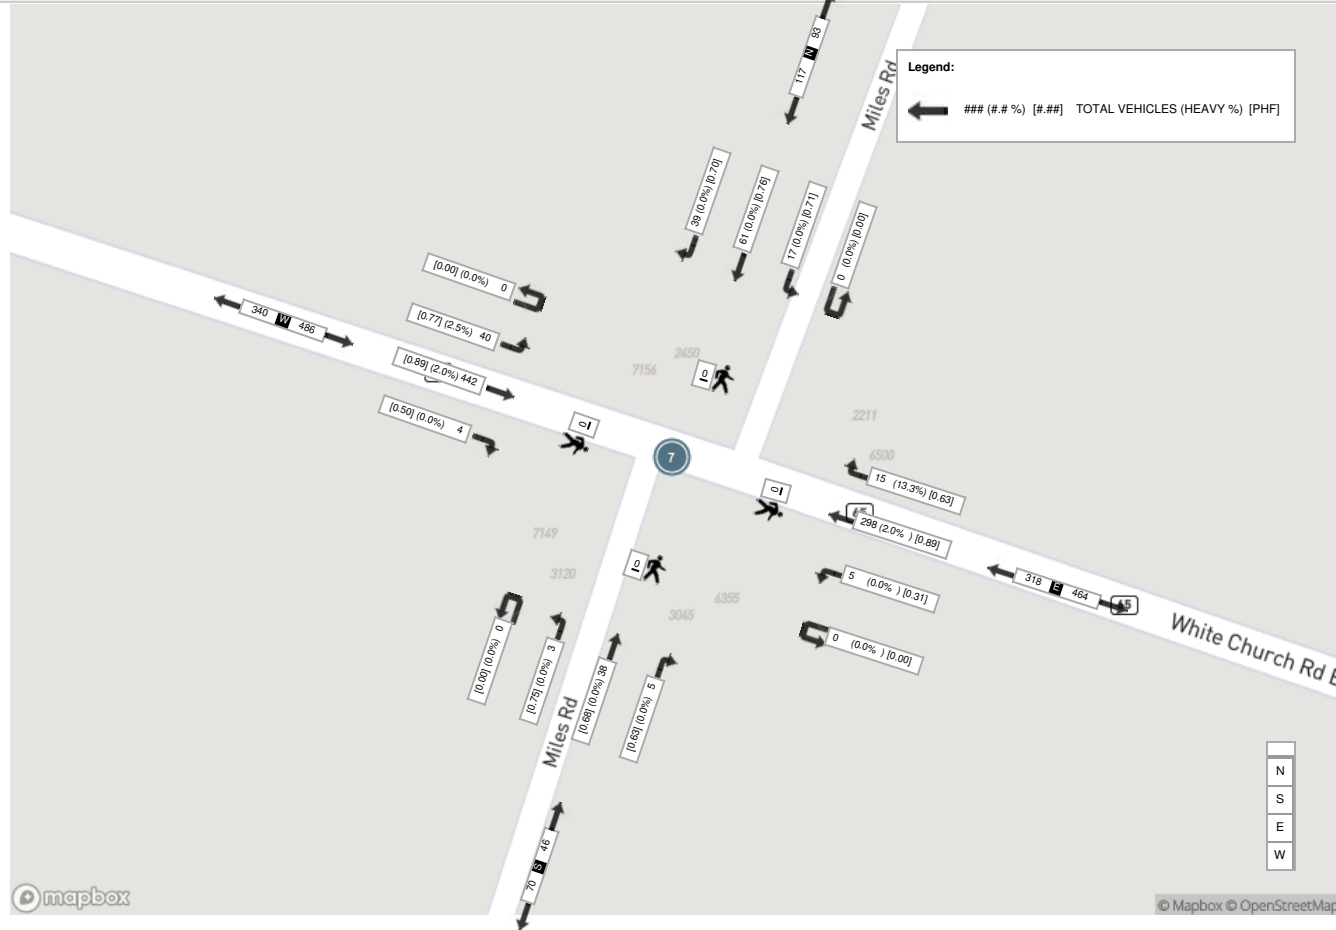 93
N
117
Miles Rd
Legend:
### (#.# %) [#.##] TOTAL VEHICLES (HEAVY %) [PHF]
39 (0.0%) [0.70]
61 (0.0%) [0.76]
17 (0.0%) [0.71]
0 (0.0%) [0.00]
[0.00] (0.0%) 0
[0.77] (2.5%) 40
340 W 486
[0.89] (2.0%) 442
[0.50] (0.0%) 4
2450
7156
0
2211
0
6500
7
15 (13.3%) [0.63]
0
298 (2.0% ) [0.89]
7149
0
3120
5 (0.0% ) [0.31]
318 E 464
65
6355
3045
0 (0.0% ) [0.00]
White Church Rd E
[0.00] (0.0%) 0
[0.75] (0.0%) 3
[0.68] (0.0%) 38
[0.63] (0.0%) 5
Miles Rd
46
S
70
N
S
E
W
mapbox
© Mapbox © OpenStreetMap